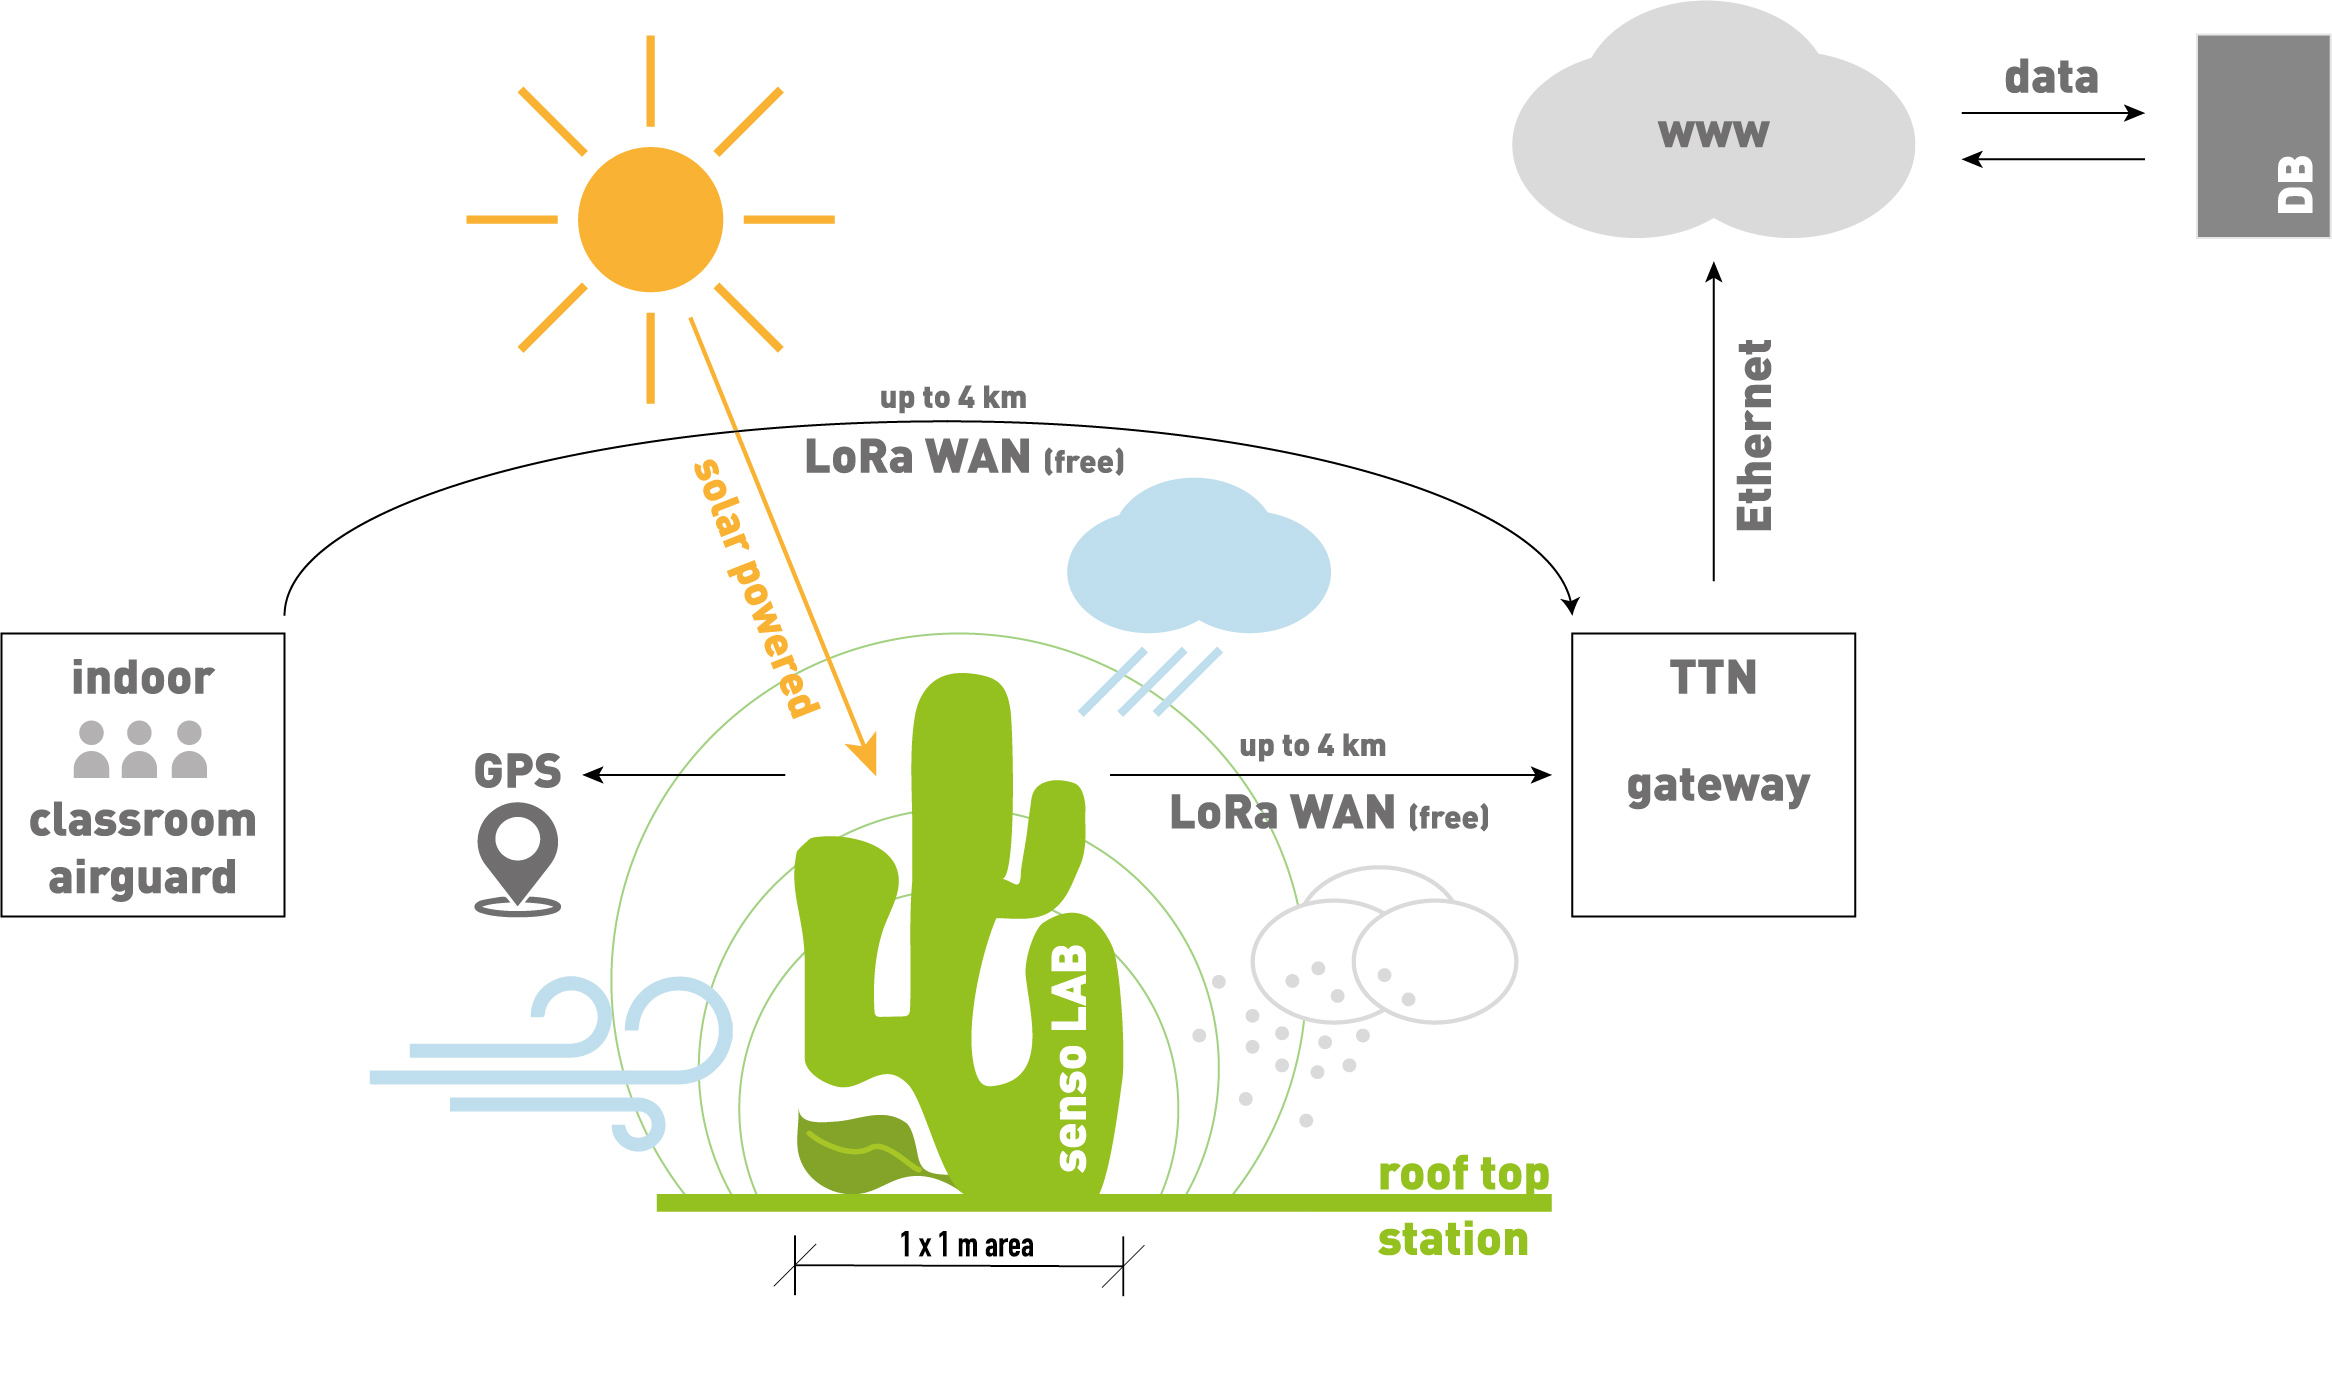 www
data
DB
Ethernet
up to 4 km
LoRa WAN (free)
solar powered
indoor
classroom
airguard
GPS
up to 4 km
LoRa WAN (free)
TTN
gateway
senso LAB
roof top
station
1 x 1 m area